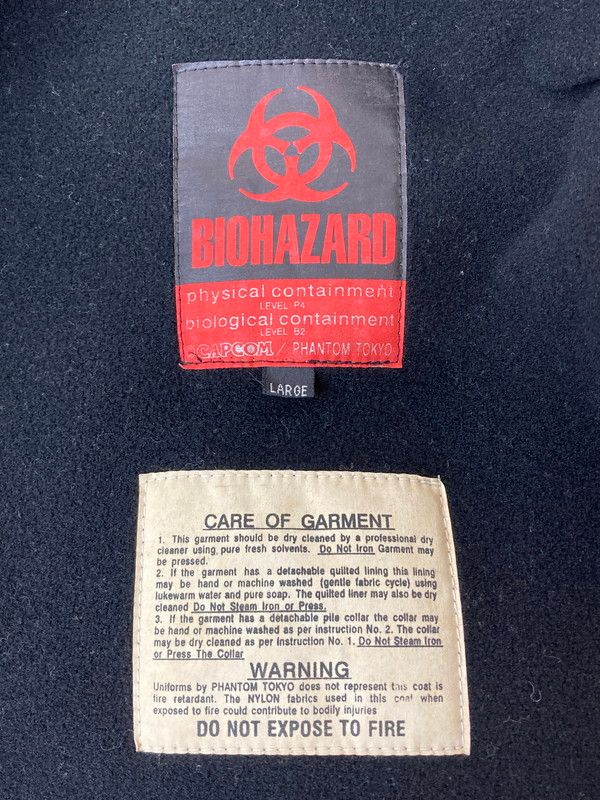 BIOHAZARD
physical containment
LEVEL P4
biological containment
LEVEL B2
CAPCOM / PHANTOM TOKYO
LARGE
CARE OF GARMENT
1. This garment should be dry cleaned by a professional dry
cleaner using pure fresh solvents. Do Not Iron Garment may
be pressed.
2. If the garment has a detachable quilted lining this lining
may be hand or machine washed (gentle fabric cycle) using
lukewarm water and pure soap. The quilted liner may also be dry
cleaned Do Not Steam Iron or Press.
3. If the garment has a detachable pile collar the collar may
be hand or machine washed as per instruction No. 2. The collar
may be dry cleaned as per Instruction No. 1. Do Not Steam Iron
or Press The Collar
WARNING
Uniforms by PHANTOM TOKYO does not represent this coat is
fire retardant. The NYLON fabrics used in this coat when
exposed to fire could contribute to bodily injuries
DO NOT EXPOSE TO FIRE